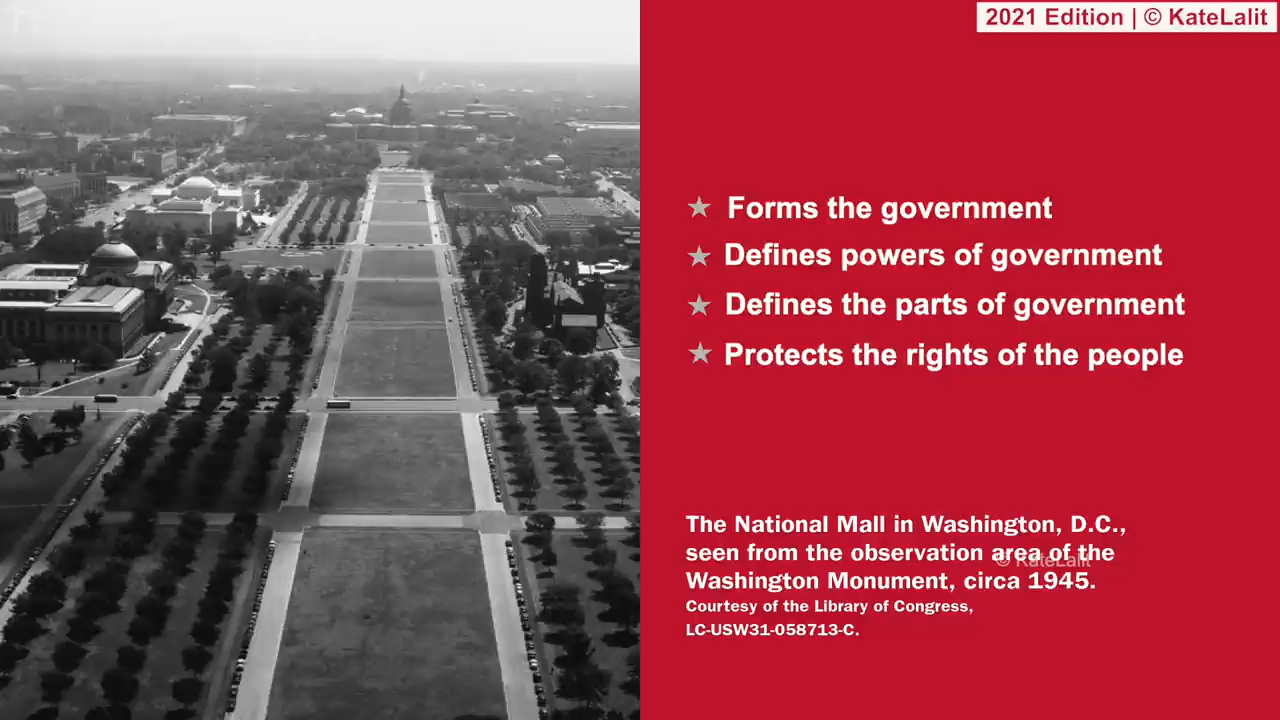 2021 Edition | © KateLalit
★ Forms the government
★ Defines powers of government
★ Defines the parts of government
★ Protects the rights of the people
The National Mall in Washington, D.C.,
seen from the observation area of the
© KateLalit
Washington Monument, circa 1945.
Courtesy of the Library of Congress,
LC-USW31-058713-C.